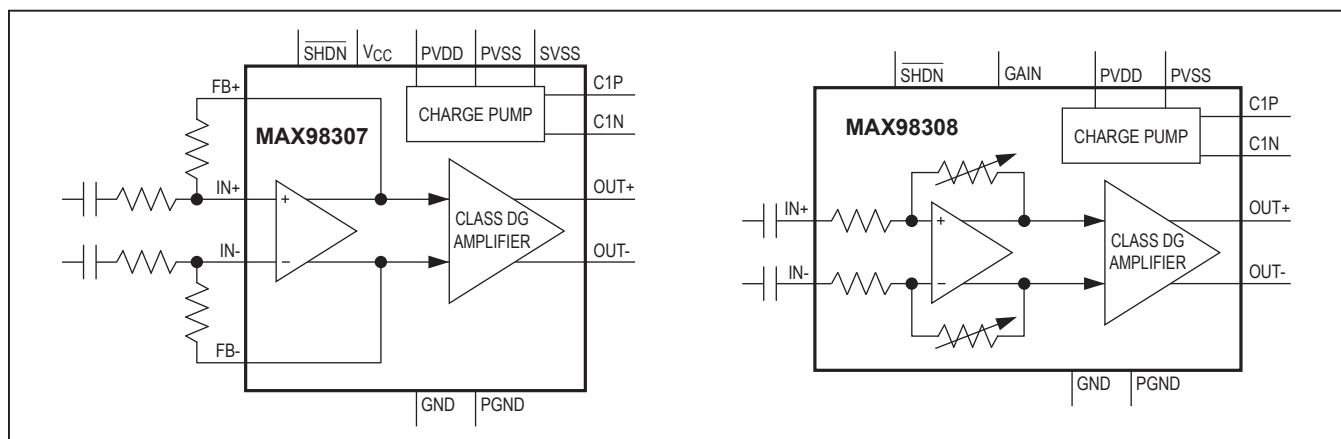 SHDN VCC PVDD PVSS SVSS
FB+
C1P
CHARGE PUMP
C1N
MAX98307
IN+
+
OUT+
CLASS DG
AMPLIFIER
IN-
−
OUT-
FB-
GND PGND
SHDN GAIN PVDD PVSS
C1P
MAX98308
CHARGE PUMP
C1N
IN+
+
OUT+
CLASS DG
AMPLIFIER
IN-
−
OUT-
GND PGND